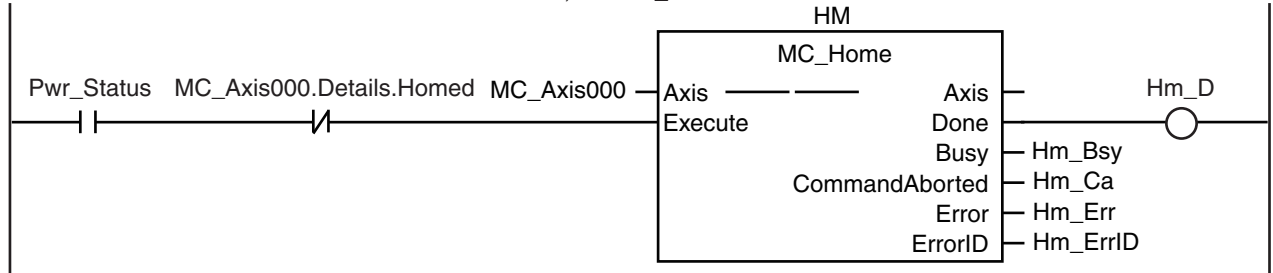 HM
MC_Home
Pwr_Status MC_Axis000.Details.Homed MC_Axis000 Axis Axis Hm_D
Execute Done
Busy Hm_Bsy
CommandAborted Hm_Ca
Error Hm_Err
ErrorID Hm_ErrID